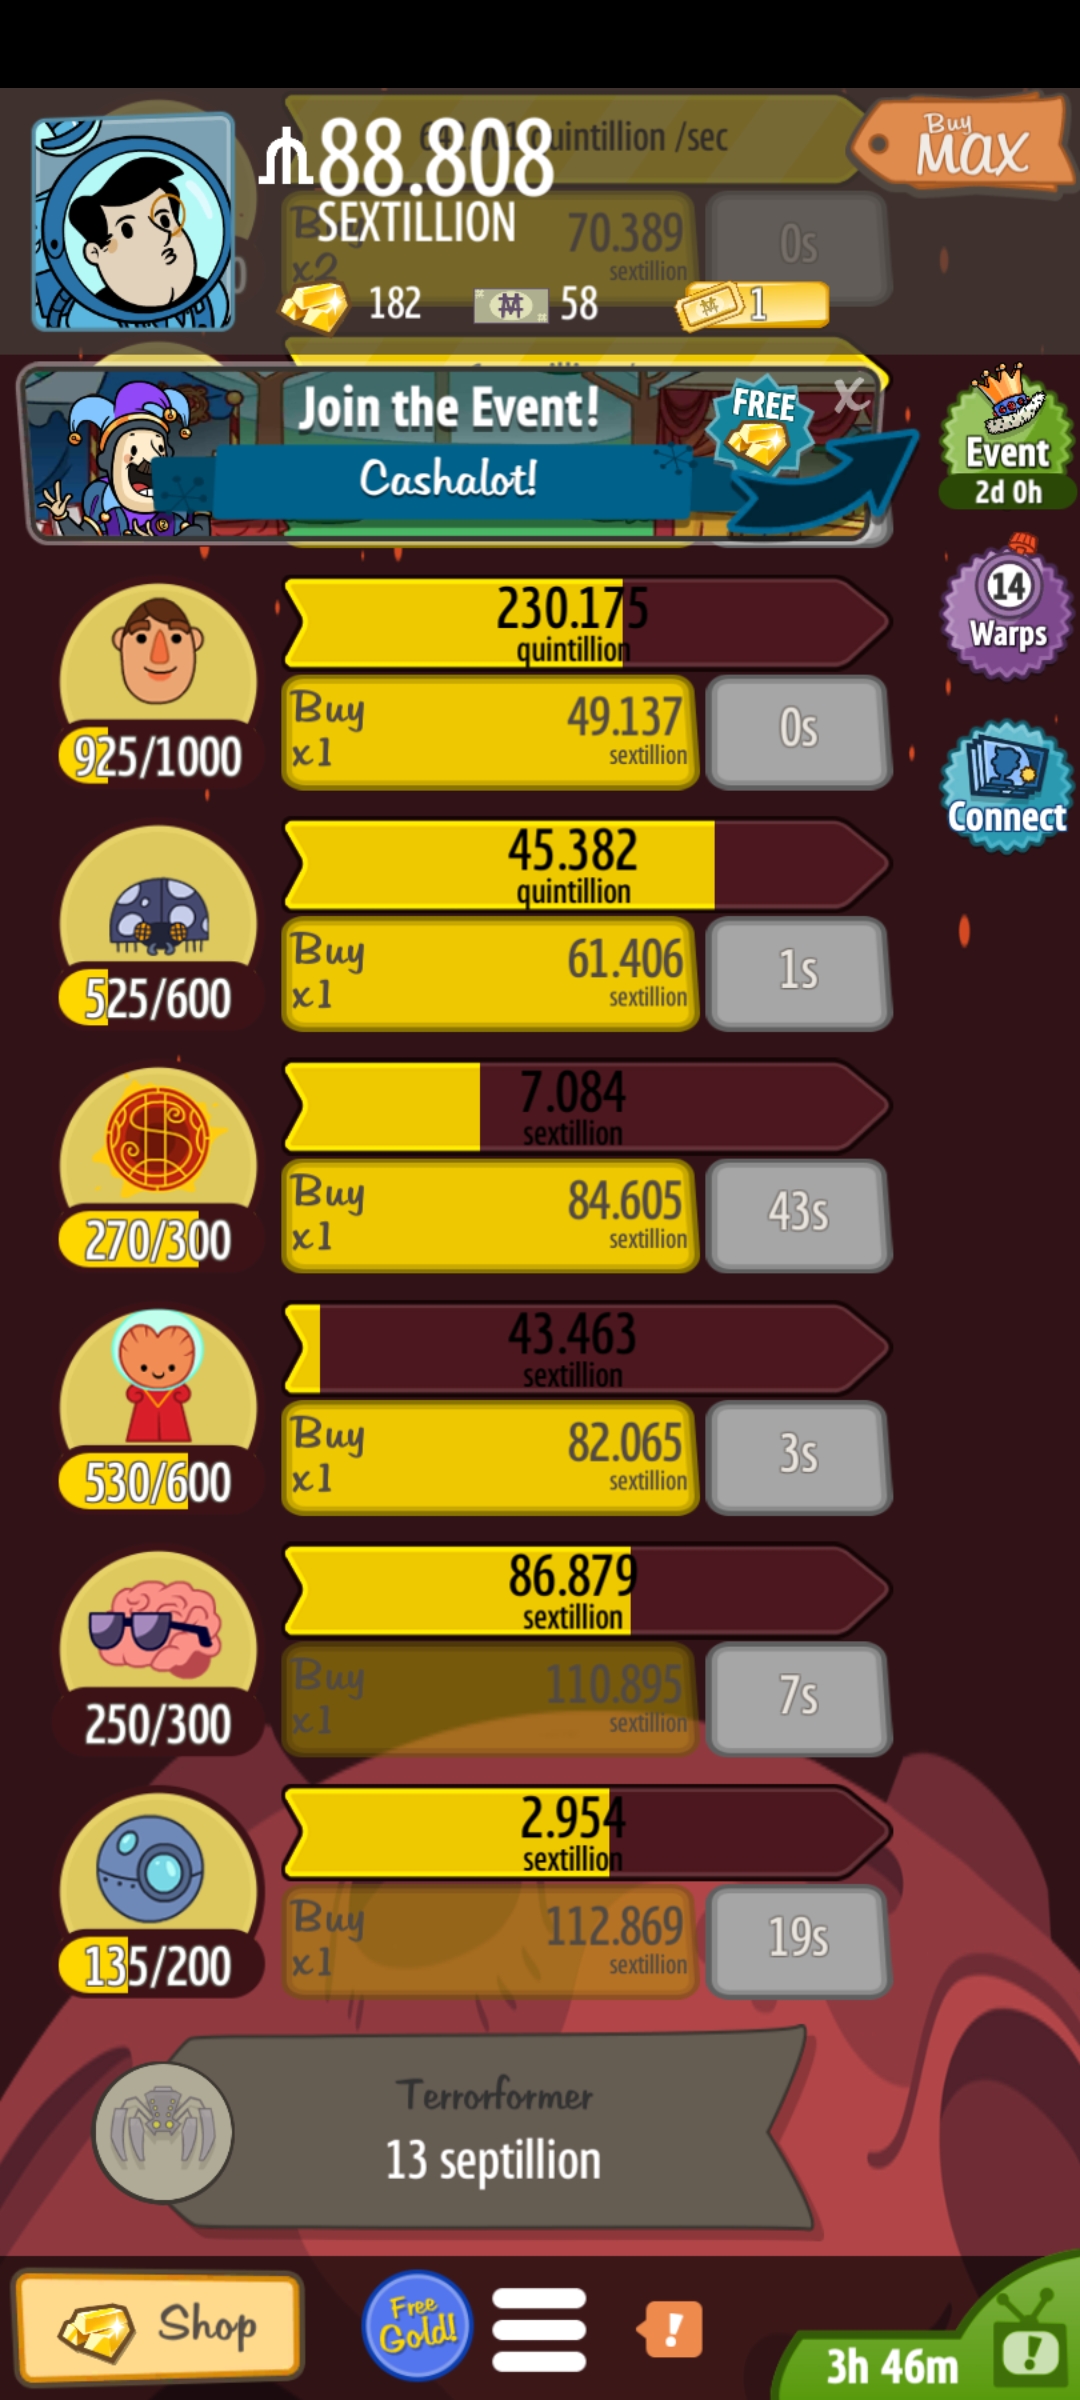 88.808
SEXTILLION
quintillion /sec
Buy
MAX
Buy
x2
70.389
sextillion
0s
182
58
1
Join the Event!
Cashalot!
FREE
X
Event
2d 0h
14
Warps
Connect
230.175
quintillion
Buy
x1
49.137
sextillion
0s
925/1000
45.382
quintillion
Buy
x1
61.406
sextillion
1s
525/600
7.084
sextillion
Buy
x1
84.605
sextillion
43s
270/300
43.463
sextillion
Buy
x1
82.065
sextillion
3s
530/600
86.879
sextillion
Buy
x1
110.895
sextillion
7s
250/300
2.954
sextillion
Buy
x1
112.869
sextillion
19s
135/200
Terrorformer
13 septillion
Shop
Free
Gold!
!
3h 46m
!